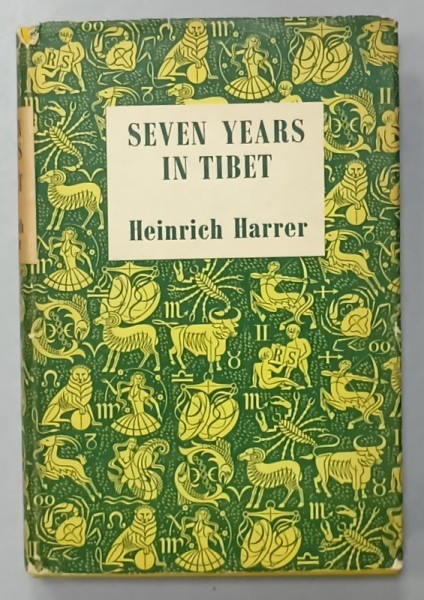 SEVEN YEARS
IN TIBET
Heinrich Harrer